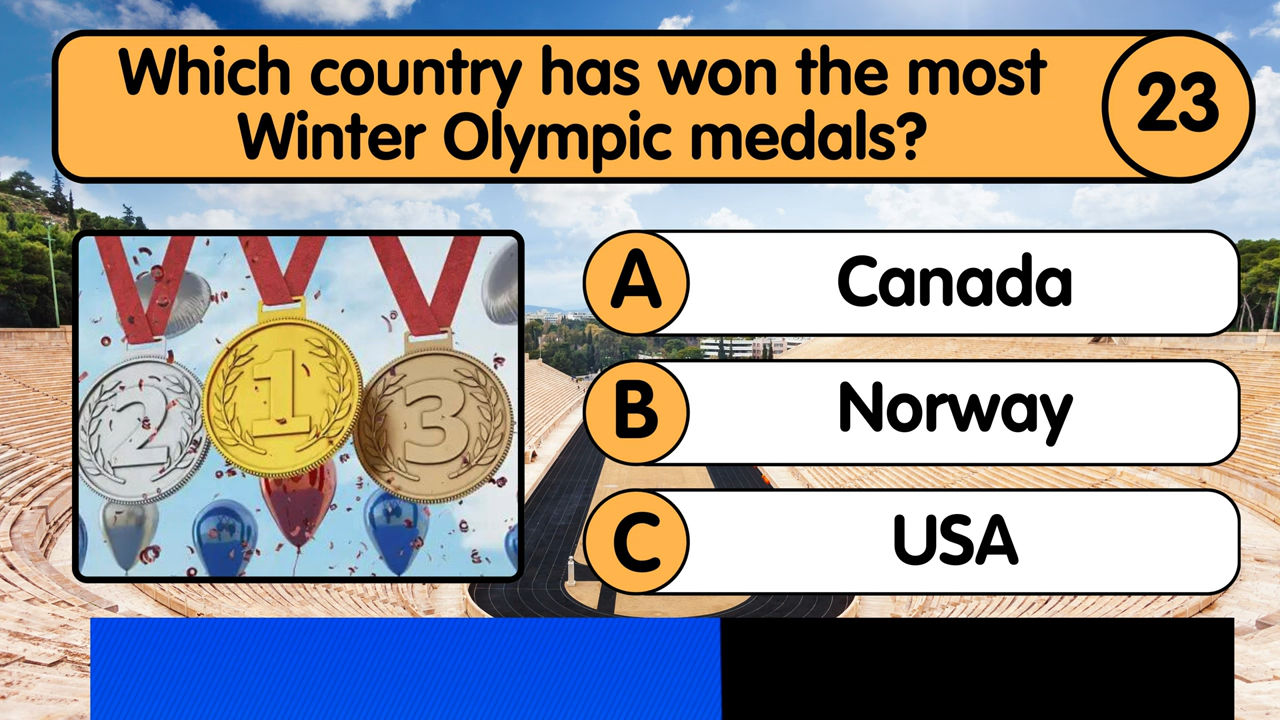 Which country has won the most
Winter Olympic medals?
23
2
1
3
A
Canada
B
Norway
C
USA